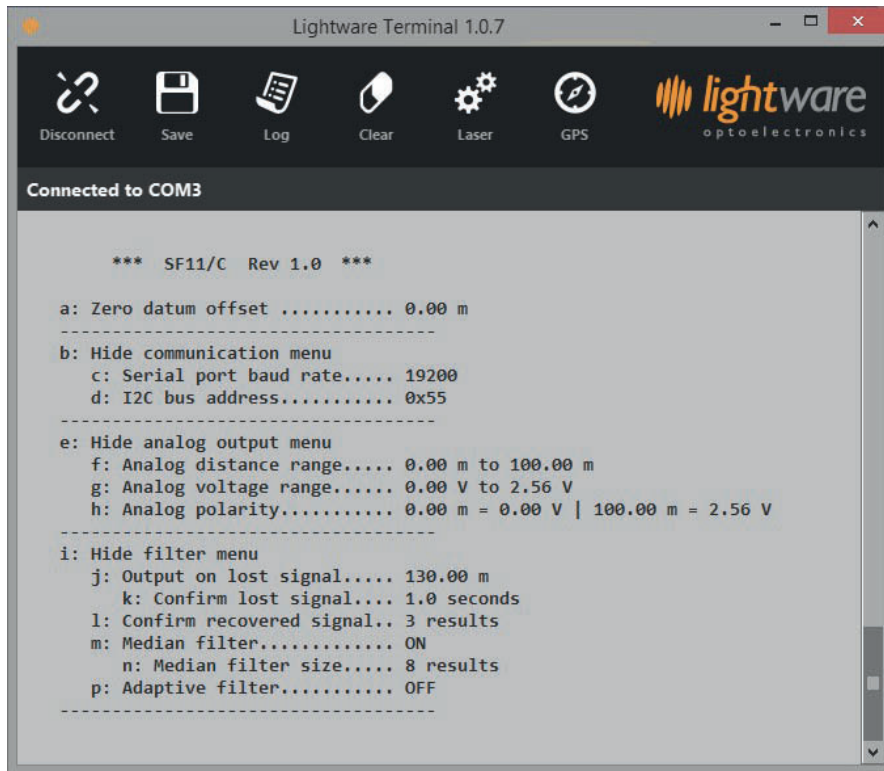 Lightware Terminal 1.0.7
Disconnect Save Log Clear Laser GPS lightware
optoelectronics
Connected to COM3
*** SF11/C Rev 1.0 ***
a: Zero datum offset ........... 0.00 m
------------------------------------
b: Hide communication menu
c: Serial port baud rate..... 19200
d: I2C bus address........... 0x55
------------------------------------
e: Hide analog output menu
f: Analog distance range..... 0.00 m to 100.00 m
g: Analog voltage range...... 0.00 V to 2.56 V
h: Analog polarity........... 0.00 m = 0.00 V | 100.00 m = 2.56 V
------------------------------------
i: Hide filter menu
j: Output on lost signal..... 130.00 m
k: Confirm lost signal.... 1.0 seconds
l: Confirm recovered signal.. 3 results
m: Median filter............. ON
n: Median filter size..... 8 results
p: Adaptive filter........... OFF
------------------------------------